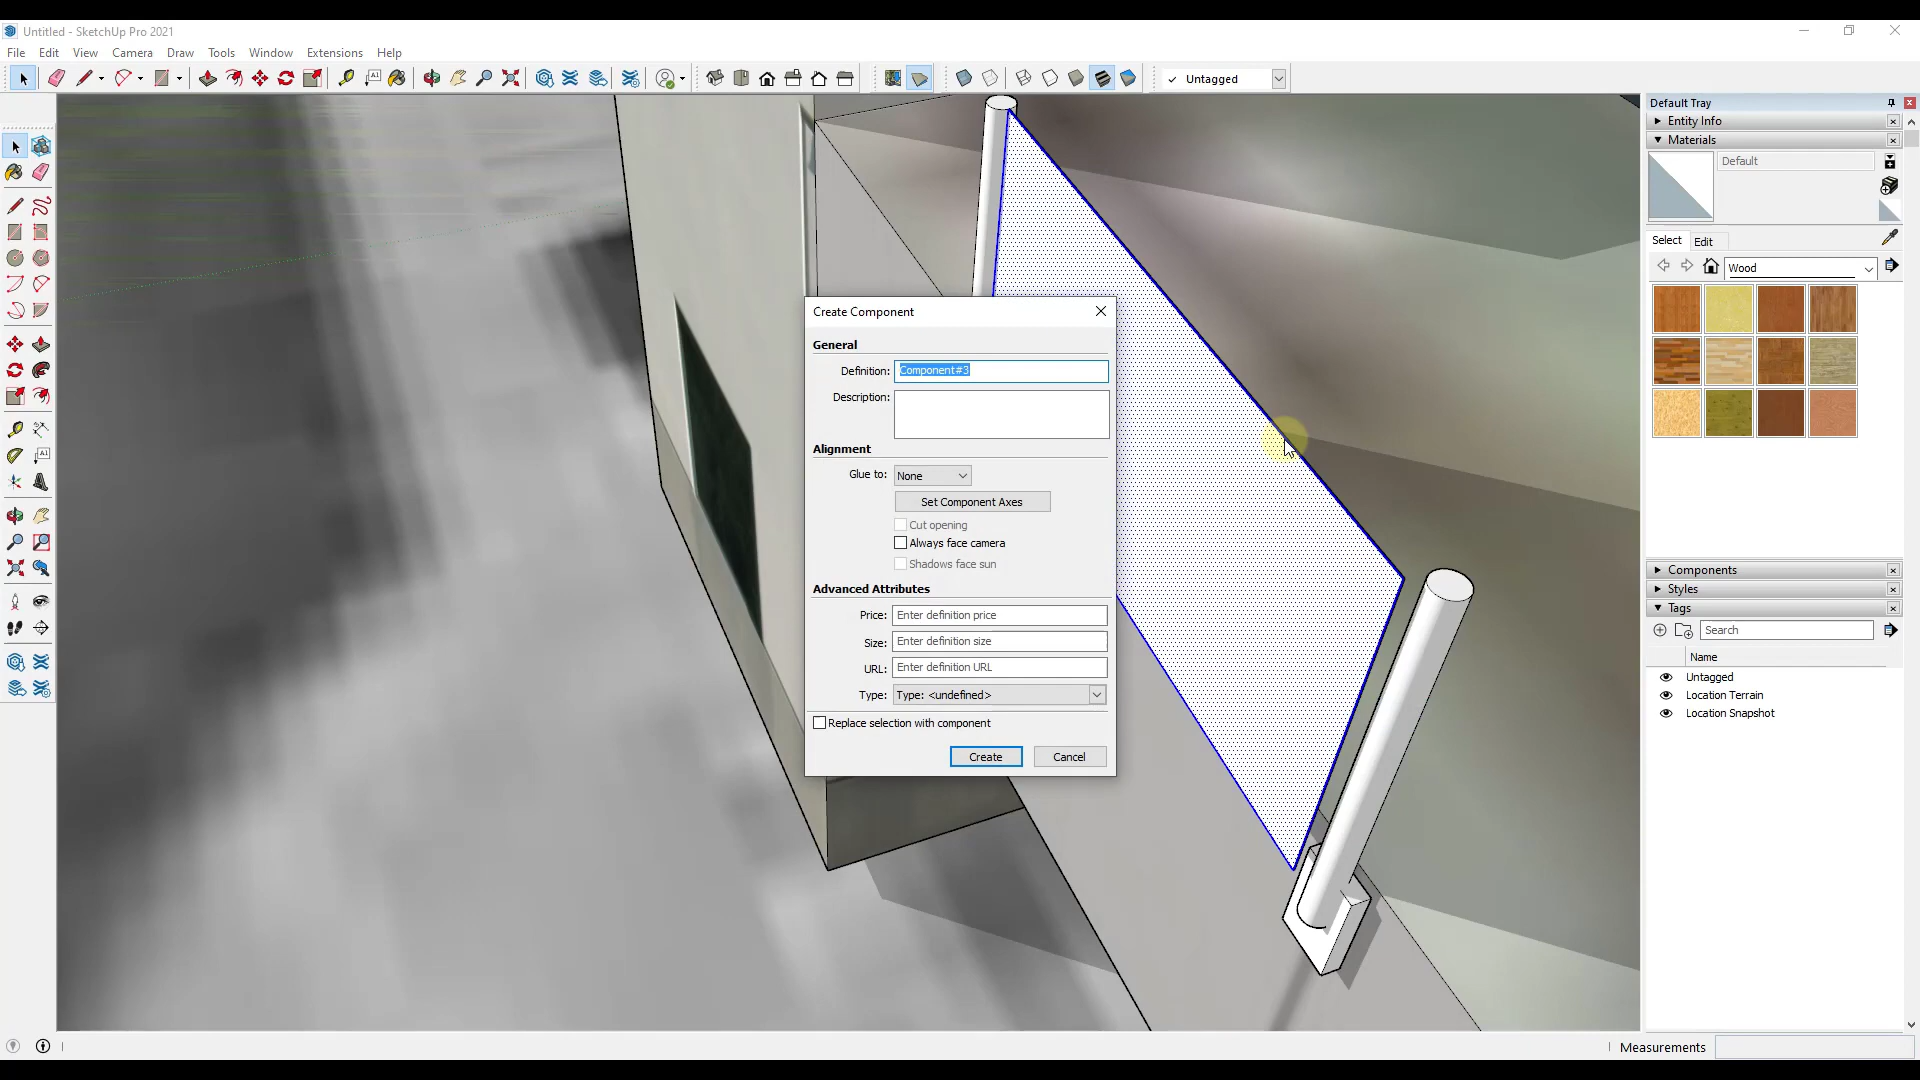 Untitled - SketchUp Pro 2021
File Edit View Camera Draw Tools Window Extensions Help
Untagged
Default Tray
Entity Info
Materials
Default
Select Edit
Wood
Create Component
General
Definition: Component#3
Description:
Alignment
Glue to: None
Set Component Axes
Cut opening
Always face camera
Shadows face sun
Advanced Attributes
Price: Enter definition price
Size: Enter definition size
URL: Enter definition URL
Type: Type: <undefined>
Replace selection with component
Create Cancel
Components
Styles
Tags
Search
Name
Untagged
Location Terrain
Location Snapshot
Measurements